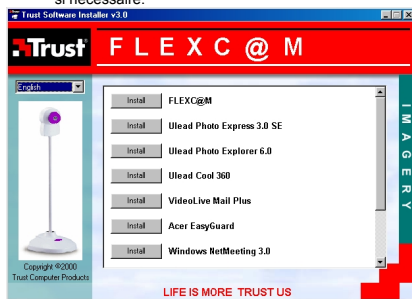 si nécessaire.
Trust Software Installer v3.0
Trust
FLEXC@M
English
Install FLEXC@M
Install Ulead Photo Express 3.0 SE
Install Ulead Photo Explorer 6.0
Install Ulead Cool 360
Install VideoLive Mail Plus
Install Acer EasyGuard
Install Windows NetMeeting 3.0
IMAGERY
Copyright ©2000
Trust Computer Products
LIFE IS MORE TRUST US